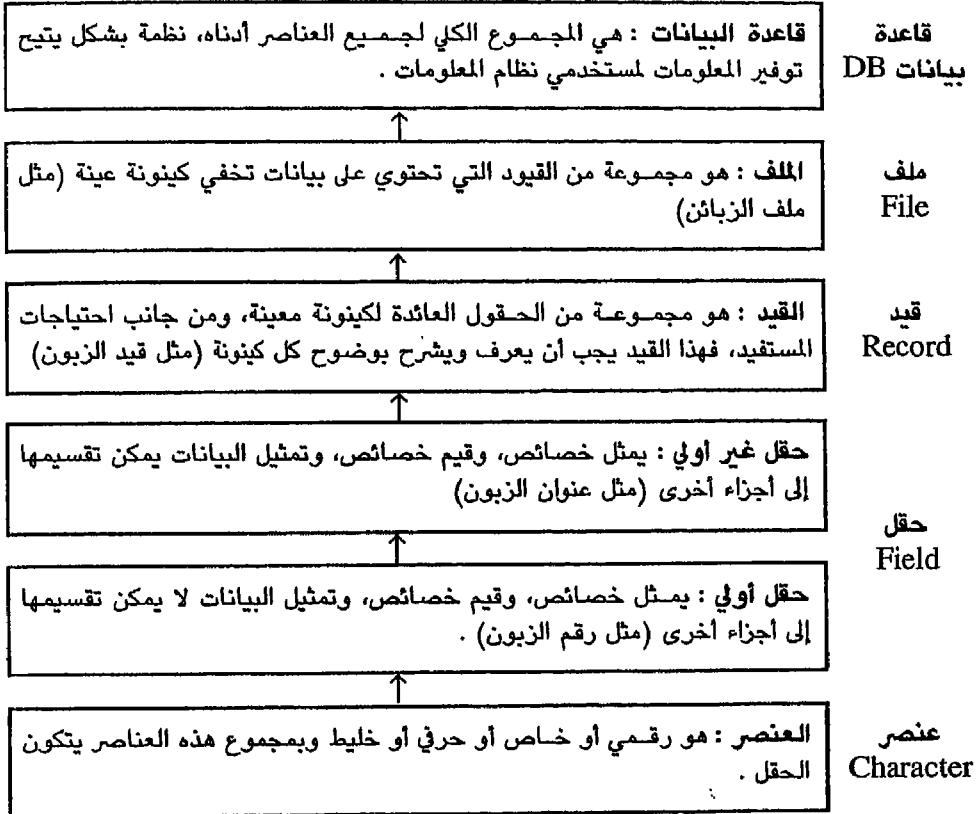 قاعدة
بيانات DB
قاعدة البيانات : هي المجموع الكلي لجميع العناصر أدناه، نظمة بشكل يتيح
توفير المعلومات لمستخدمي نظام المعلومات .
ملف
File
الملف : هو مجموعة من القيود التي تحتوي على بيانات تخفي كينونة عينة (مثل
ملف الزبائن)
قيد
Record
القيد : هو مجموعة من الحقول العائدة لكينونة معينة، ومن جانب احتياجات
المستفيد، فهذا القيد يجب أن يعرف ويشرح بوضوح كل كينونة (مثل قيد الزبون)
حقل
Field
حقل غير أولي : يمثل خصائص، وقيم خصائص، وتمثيل البيانات يمكن تقسيمها
إلى أجزاء أخرى (مثل عنوان الزبون)
حقل أولي : يمثل خصائص، وقيم خصائص، وتمثيل البيانات لا يمكن تقسيمها
إلى أجزاء أخرى (مثل رقم الزبون) .
عنصر
Character
العنصر : هو رقمي أو خاص أو حرفي أو خليط وبمجموع هذه العناصر يتكون
الحقل .